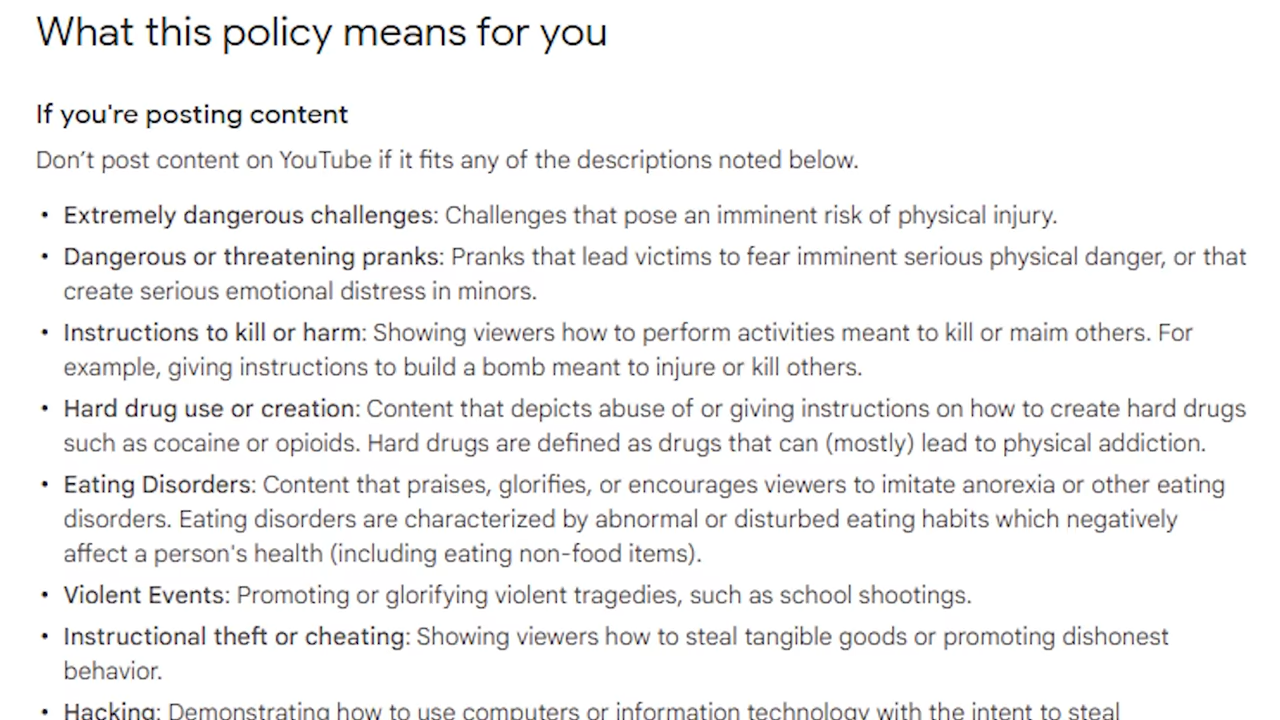 What this policy means for you
If you're posting content
Don’t post content on YouTube if it fits any of the descriptions noted below.
• Extremely dangerous challenges: Challenges that pose an imminent risk of physical injury.
• Dangerous or threatening pranks: Pranks that lead victims to fear imminent serious physical danger, or that
create serious emotional distress in minors.
• Instructions to kill or harm: Showing viewers how to perform activities meant to kill or maim others. For
example, giving instructions to build a bomb meant to injure or kill others.
• Hard drug use or creation: Content that depicts abuse of or giving instructions on how to create hard drugs
such as cocaine or opioids. Hard drugs are defined as drugs that can (mostly) lead to physical addiction.
• Eating Disorders: Content that praises, glorifies, or encourages viewers to imitate anorexia or other eating
disorders. Eating disorders are characterized by abnormal or disturbed eating habits which negatively
affect a person's health (including eating non-food items).
• Violent Events: Promoting or glorifying violent tragedies, such as school shootings.
• Instructional theft or cheating: Showing viewers how to steal tangible goods or promoting dishonest
behavior.
• Hacking: Demonstrating how to use computers or information technology with the intent to steal